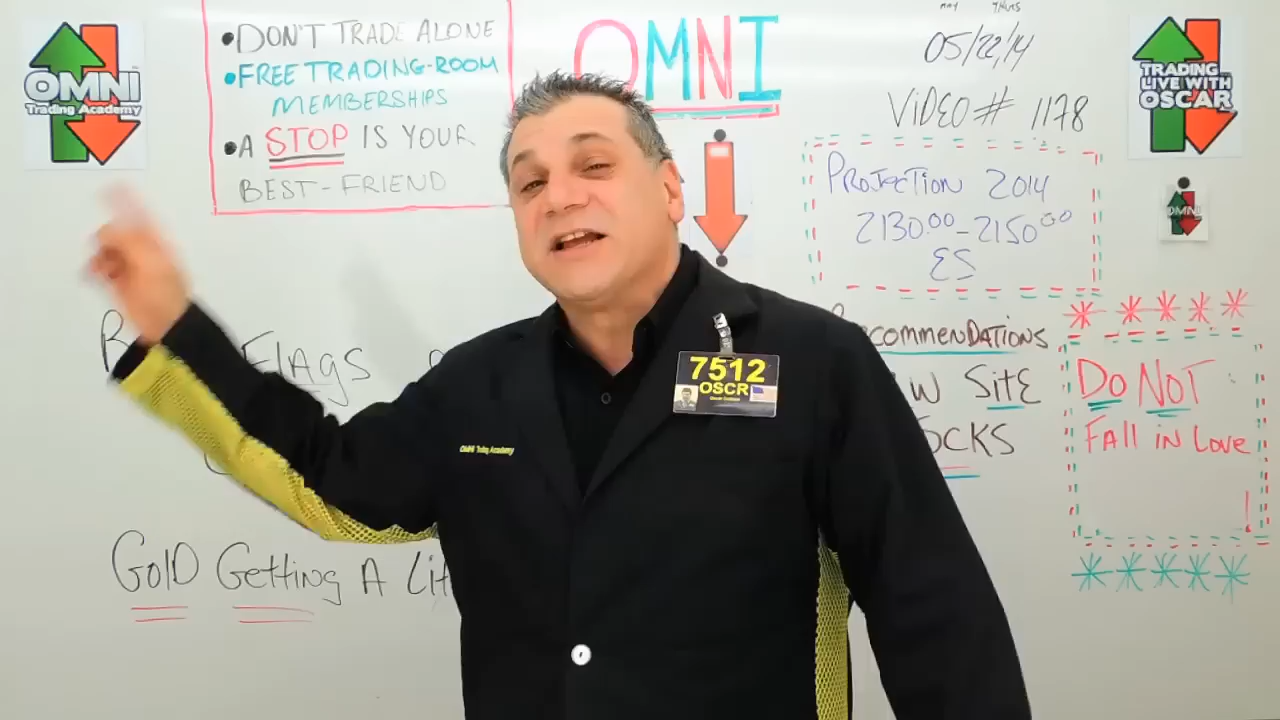 OMNI
Trading Academy
•DON'T TRADE ALONE
•FREE TRADING-ROOM
MEMBERSHIPS
•A STOP IS YOUR
BEST-FRIEND
OMNI
MAY THURS
05/22/14
VIDEO# 1178
TRADING
LIVE WITH
OSCAR
PROJECTION 2014
2130.00-2150.00
ES
OMNI
FLAGS
RECOMMENDATIONS
W SITE
OCKS
DO NOT
FALL IN LOVE
!
7512
OSCR
OMNI Trading Academy
GOLD GETTING A Lit